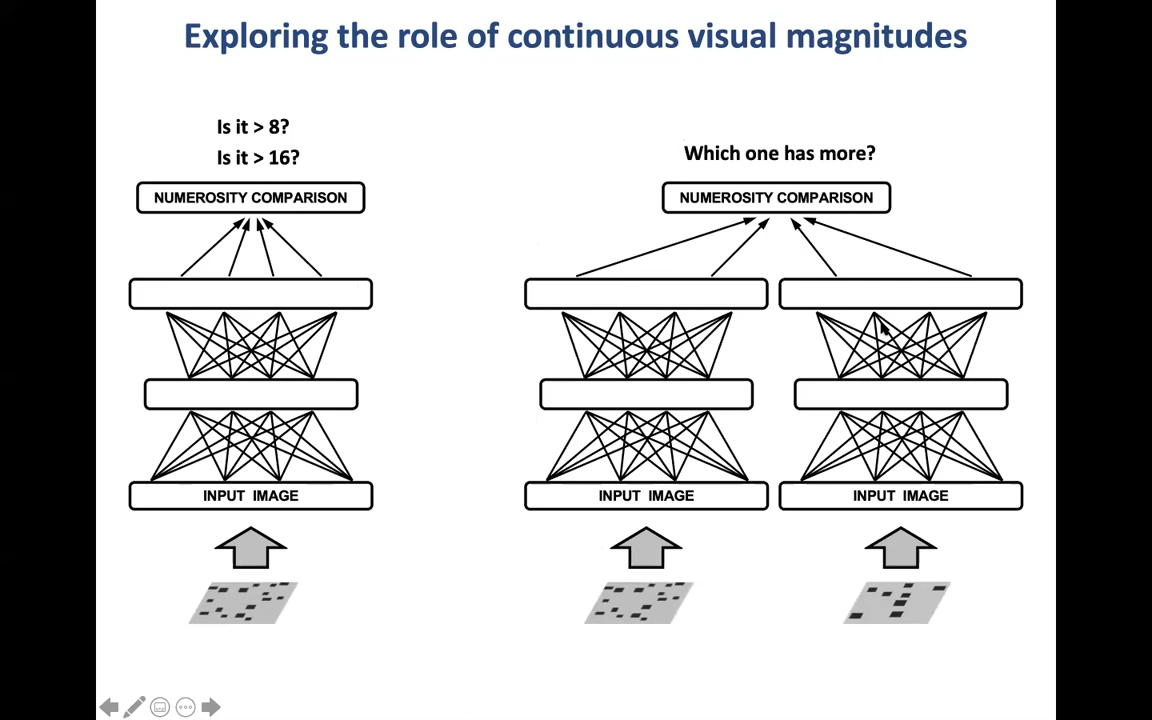 Exploring the role of continuous visual magnitudes
Is it > 8?
Is it > 16?
NUMEROSITY COMPARISON
INPUT IMAGE
Which one has more?
NUMEROSITY COMPARISON
INPUT IMAGE
INPUT IMAGE